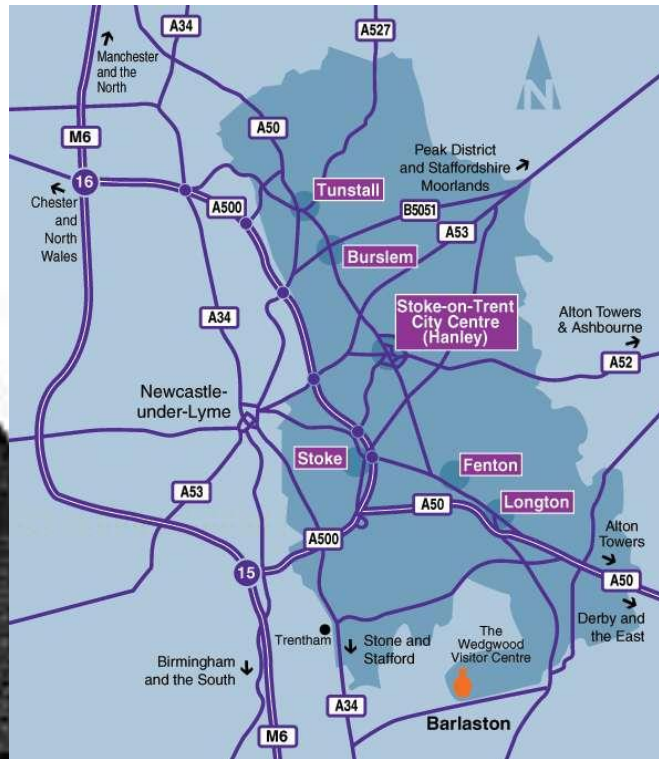 A34
A527
Manchester
and the
North
N
M6
A50
Peak District
and Staffordshire
Moorlands
16
Tunstall
Chester
and
North
Wales
A500
B5051
A53
Burslem
Stoke-on-Trent
City Centre
(Hanley)
A34
Alton Towers
& Ashbourne
A52
Newcastle-
under-Lyme
Stoke
Fenton
A53
A50
Longton
A500
Alton
Towers
15
A50
Derby and
the East
Trentham
Stone and
Stafford
The
Wedgwood
Visitor Centre
Birmingham
and the South
A34
Barlaston
M6